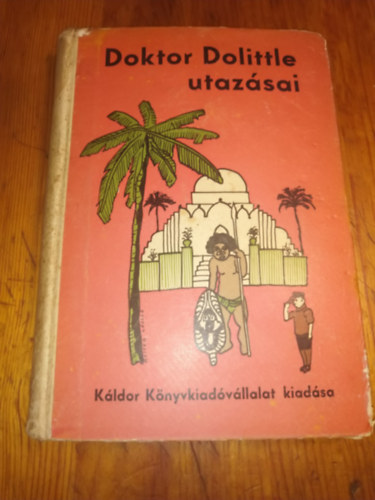 Doktor Dolittle
utazásai
Káldor Könyvkiadóvállalat kiadása